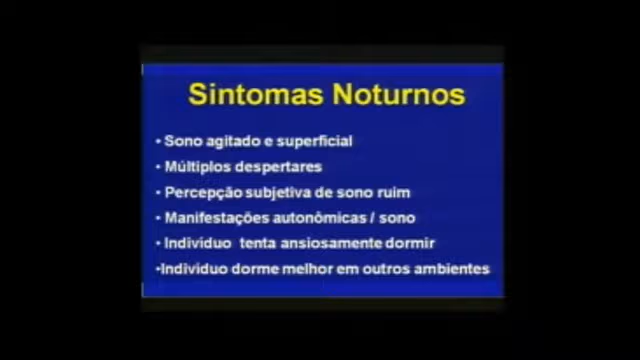 Sintomas Noturnos
• Sono agitado e superficial
• Múltiplos despertares
• Percepção subjetiva de sono ruim
• Manifestações autonômicas / sono
• Indivíduo tenta ansiosamente dormir
•Indivíduo dorme melhor em outros ambientes